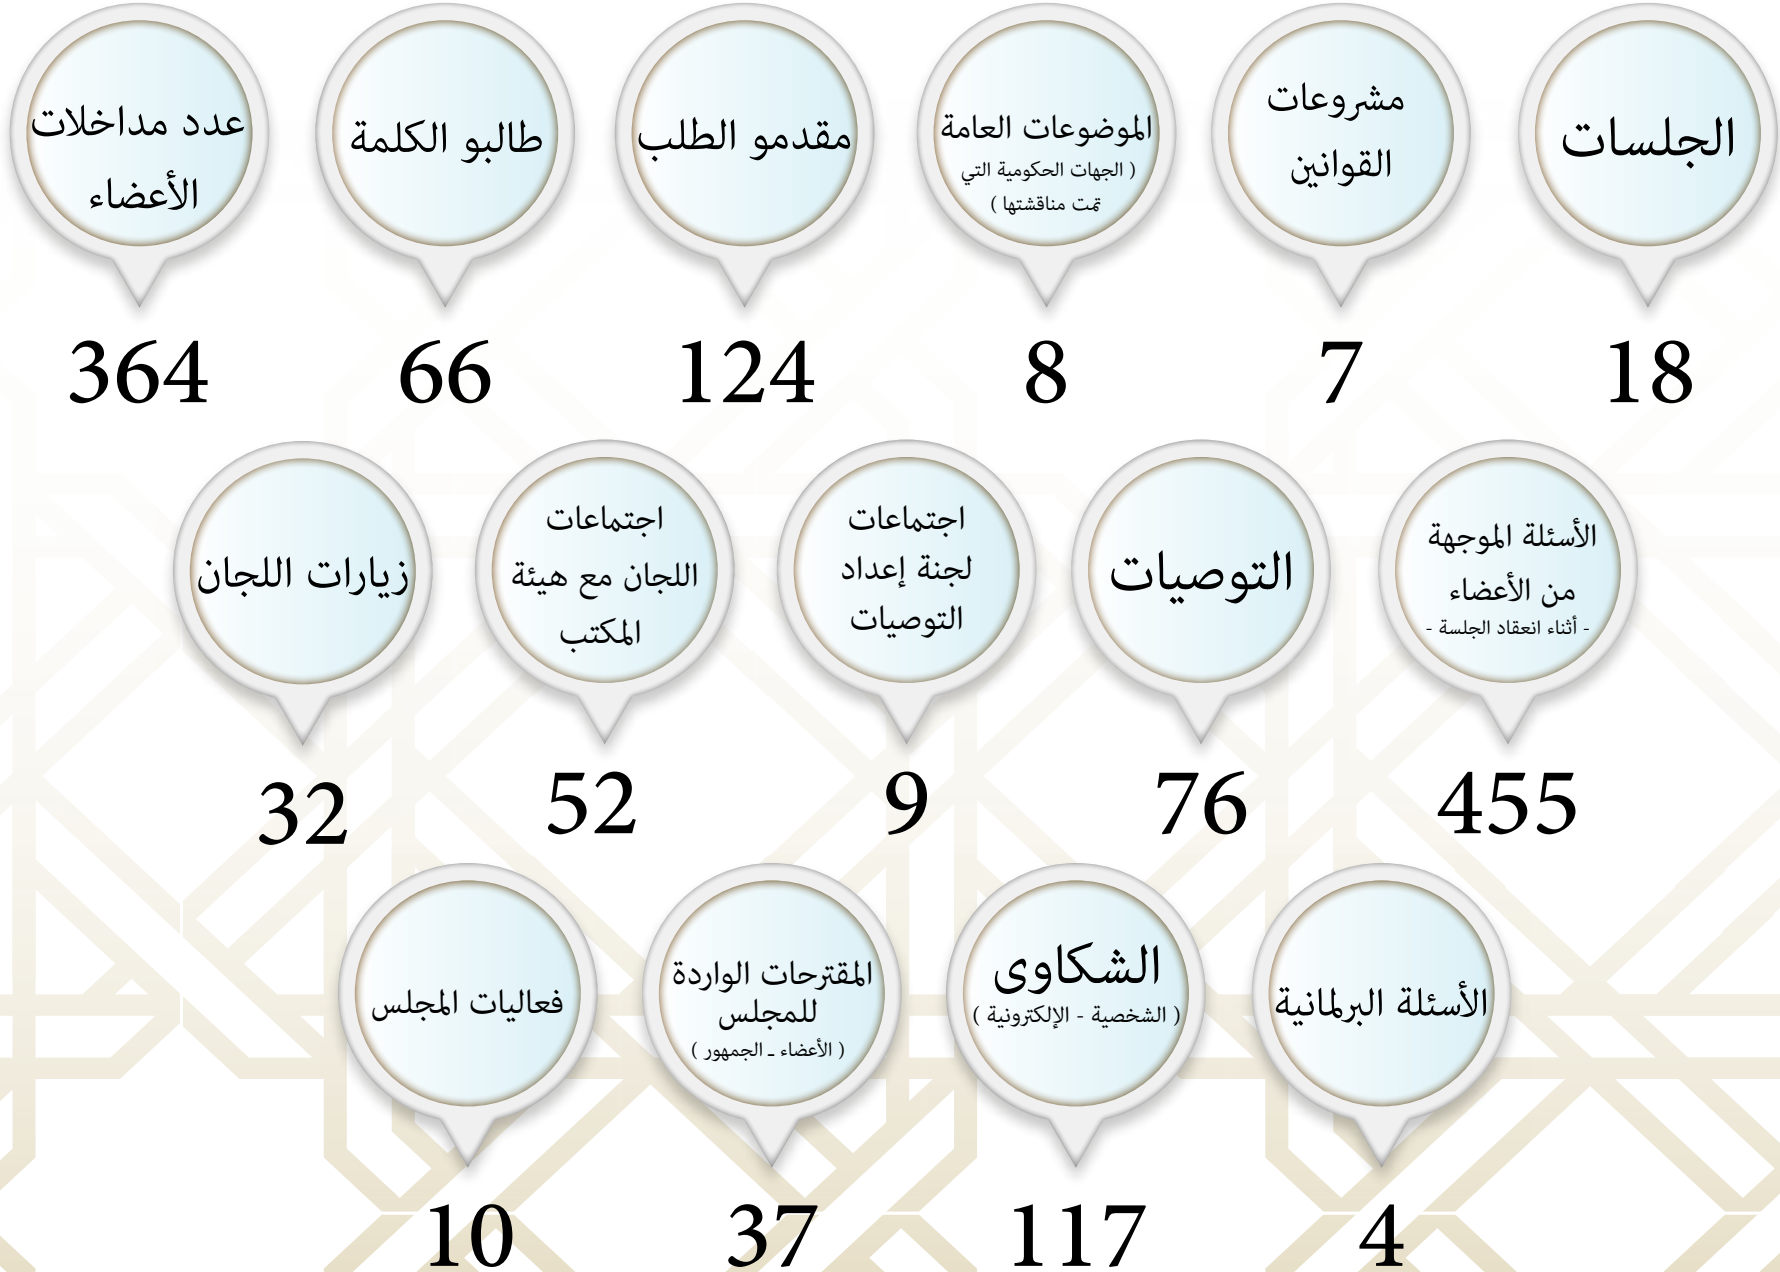 الجلسات
18
مشروعات
القوانين
7
الموضوعات العامة
( الجهات الحكومية التي
تمت مناقشتها )
8
مقدمو الطلب
124
طالبو الكلمة
66
عدد مداخلات
الأعضاء
364
الأسئلة الموجهة
من الأعضاء
- أثناء انعقاد الجلسة -
455
التوصيات
76
اجتماعات
لجنة إعداد
التوصيات
9
اجتماعات
اللجان مع هيئة
المكتب
52
زيارات اللجان
32
الأسئلة البرلمانية
4
الشكاوى
( الشخصية - الإلكترونية )
117
المقترحات الواردة
للمجلس
( الأعضاء ـ الجمهور )
37
فعاليات المجلس
10